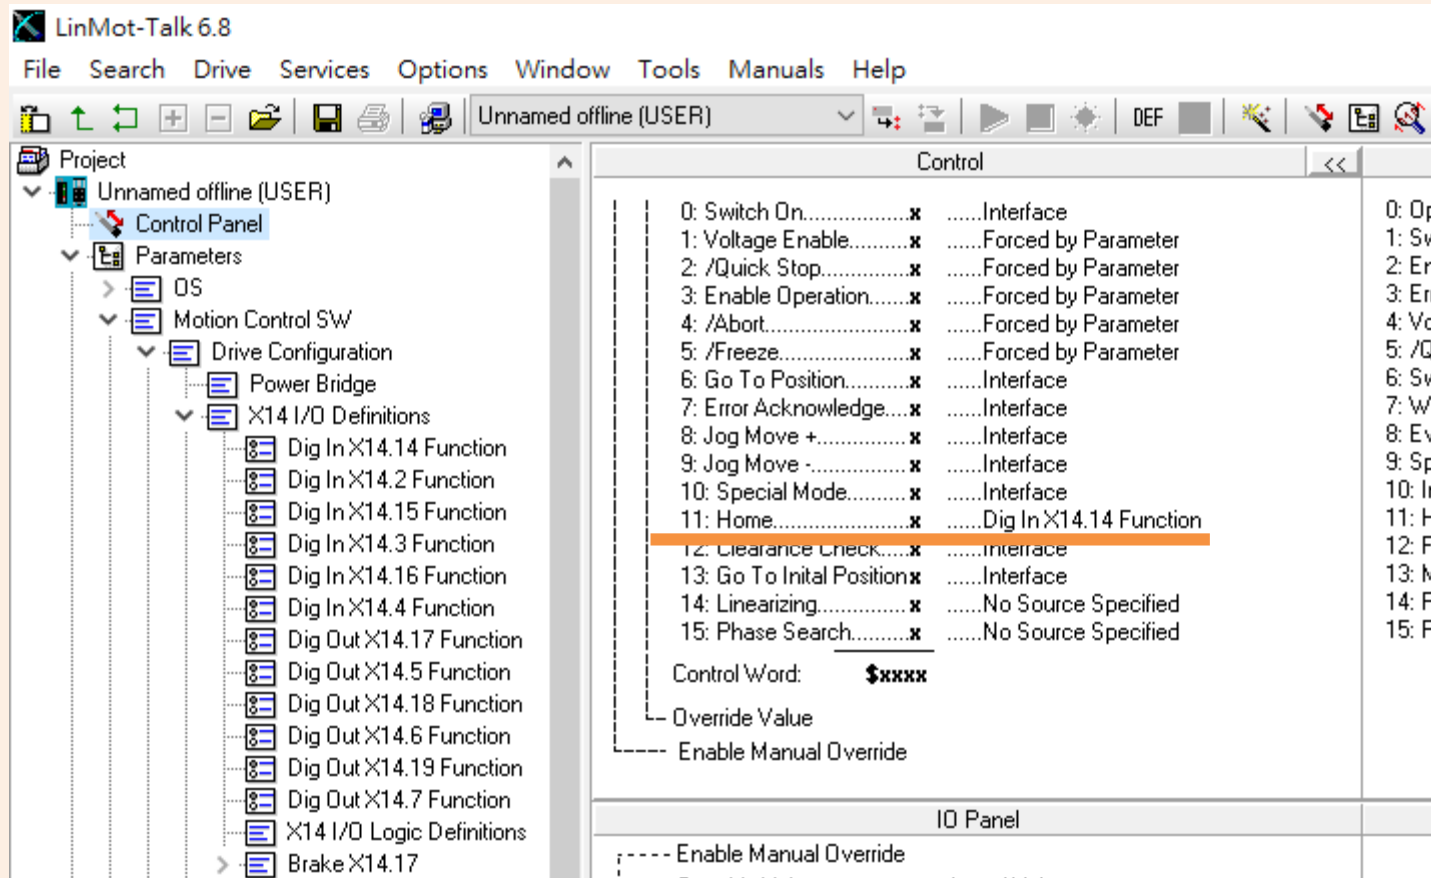 LinMot-Talk 6.8
File Search Drive Services Options Window Tools Manuals Help
Unnamed offline (USER) DEF
Project
Unnamed offline (USER)
Control Panel
Parameters
OS
Motion Control SW
Drive Configuration
Power Bridge
X14 I/O Definitions
Dig In X14.14 Function
Dig In X14.2 Function
Dig In X14.15 Function
Dig In X14.3 Function
Dig In X14.16 Function
Dig In X14.4 Function
Dig Out X14.17 Function
Dig Out X14.5 Function
Dig Out X14.18 Function
Dig Out X14.6 Function
Dig Out X14.19 Function
Dig Out X14.7 Function
X14 I/O Logic Definitions
Brake X14.17
Control <<
0: Switch On.................x ......Interface
1: Voltage Enable..........x ......Forced by Parameter
2: /Quick Stop..............x ......Forced by Parameter
3: Enable Operation.......x ......Forced by Parameter
4: /Abort.......................x ......Forced by Parameter
5: /Freeze.....................x ......Forced by Parameter
6: Go To Position..........x ......Interface
7: Error Acknowledge....x ......Interface
8: Jog Move +...............x ......Interface
9: Jog Move -................x ......Interface
10: Special Mode..........x ......Interface
11: Home......................x ......Dig In X14.14 Function
12: Clearance Check.....x ......Interface
13: Go To Inital Position x ......Interface
14: Linearizing...............x ......No Source Specified
15: Phase Search..........x ......No Source Specified
Control Word: $xxxx
Override Value
Enable Manual Override
IO Panel
Enable Manual Override
0:
1:
2:
3:
4:
5:
6:
7:
8:
9:
10:
11:
12:
13:
14:
15: